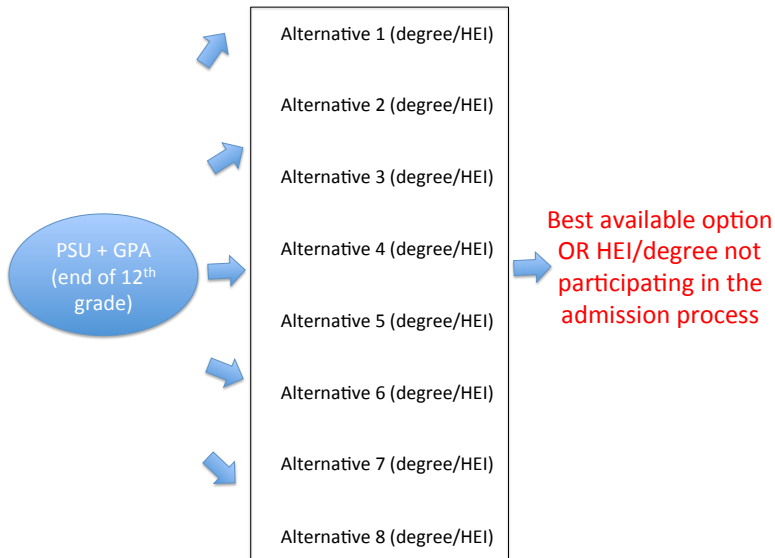 Alternative 1 (degree/HEI)
Alternative 2 (degree/HEI)
Alternative 3 (degree/HEI)
PSU + GPA
(end of 12th
grade)
Alternative 4 (degree/HEI)
Alternative 5 (degree/HEI)
Alternative 6 (degree/HEI)
Alternative 7 (degree/HEI)
Alternative 8 (degree/HEI)
Best available option
OR HEI/degree not
participating in the
admission process